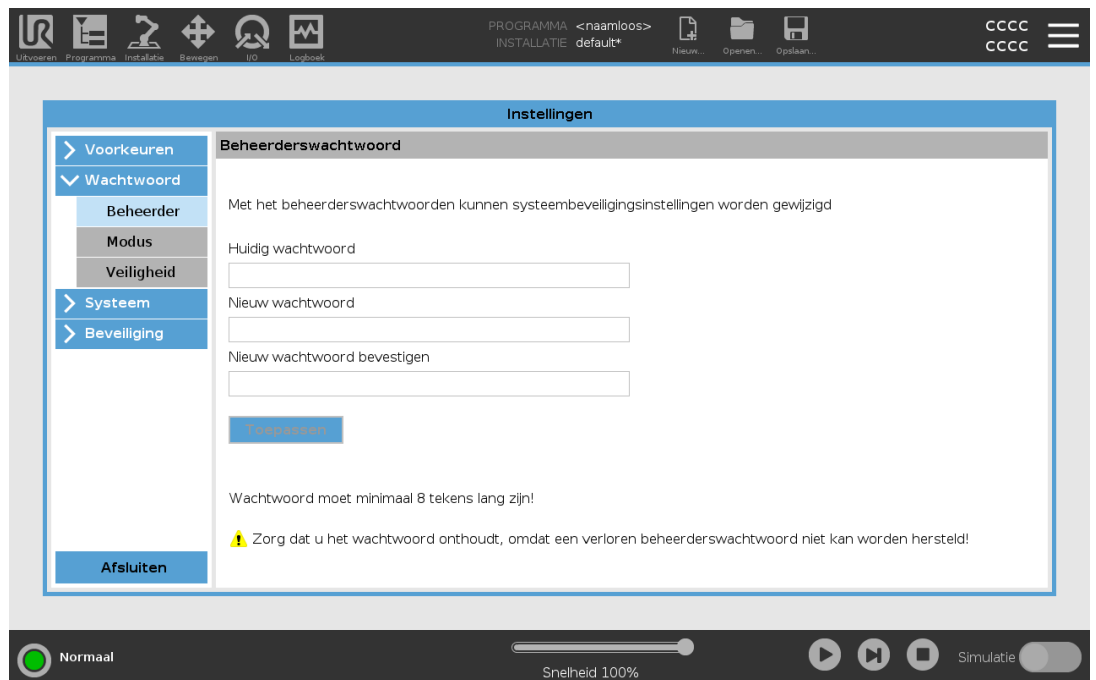 PROGRAMMA <naamloos>
INSTALLATIE default*
CCCC
CCCC
Uitvoeren Programma Installatie Bewegen I/O Logboek Nieuw... Openen... Opslaan...
Instellingen
Voorkeuren
Wachtwoord
Beheerder
Modus
Veiligheid
Systeem
Beveiliging
Afsluiten
Beheerderswachtwoord
Met het beheerderswachtwoorden kunnen systeembeveiligingsinstellingen worden gewijzigd
Huidig wachtwoord
Nieuw wachtwoord
Nieuw wachtwoord bevestigen
Toepassen
Wachtwoord moet minimaal 8 tekens lang zijn!
Zorg dat u het wachtwoord onthoudt, omdat een verloren beheerderswachtwoord niet kan worden hersteld!
Normaal
Snelheid 100%
Simulatie